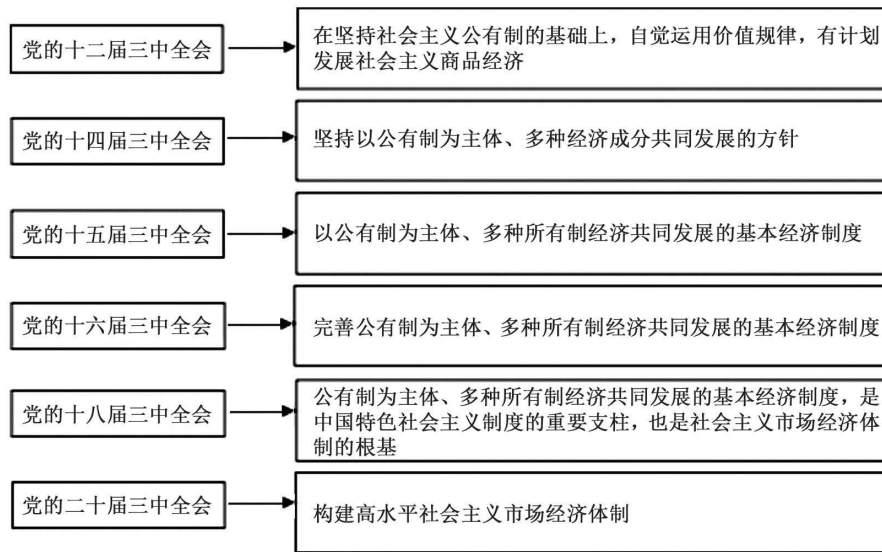 党的十二届三中全会
在坚持社会主义公有制的基础上，自觉运用价值规律，有计划
发展社会主义商品经济
党的十四届三中全会
坚持以公有制为主体、多种经济成分共同发展的方针
党的十五届三中全会
以公有制为主体、多种所有制经济共同发展的基本经济制度
党的十六届三中全会
完善公有制为主体、多种所有制经济共同发展的基本经济制度
党的十八届三中全会
公有制为主体、多种所有制经济共同发展的基本经济制度，是
中国特色社会主义制度的重要支柱，也是社会主义市场经济体
制的根基
党的二十届三中全会
构建高水平社会主义市场经济体制